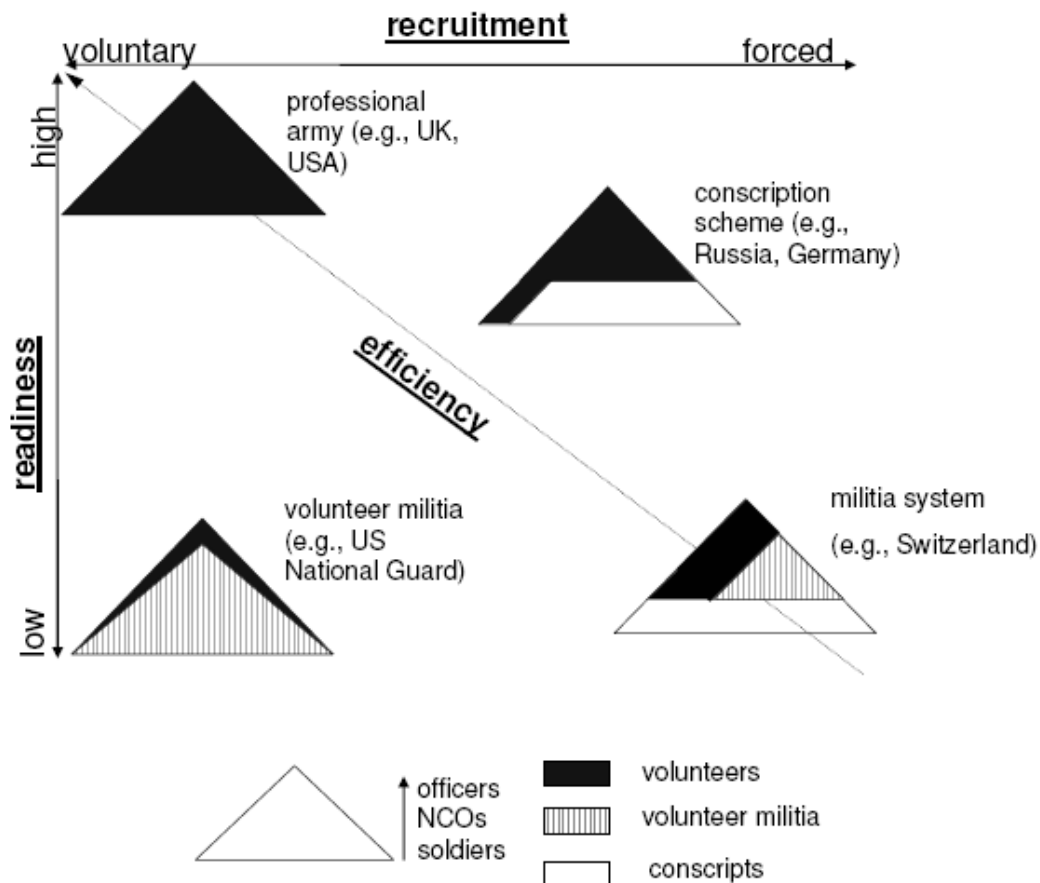 recruitment
voluntary
forced
high
professional
army (e.g., UK,
USA)
conscription
scheme (e.g.,
Russia, Germany)
efficiency
readiness
volunteer militia
(e.g., US
National Guard)
militia system
(e.g., Switzerland)
low
officers
NCOs
soldiers
volunteers
volunteer militia
conscripts